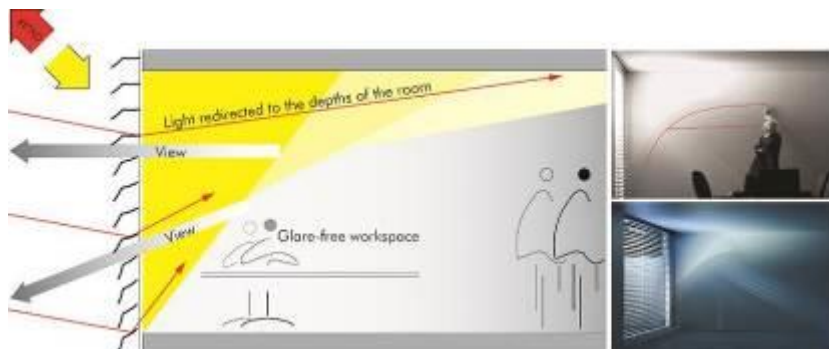 Light redirected to the depths of the room
View
View
Glare-free workspace